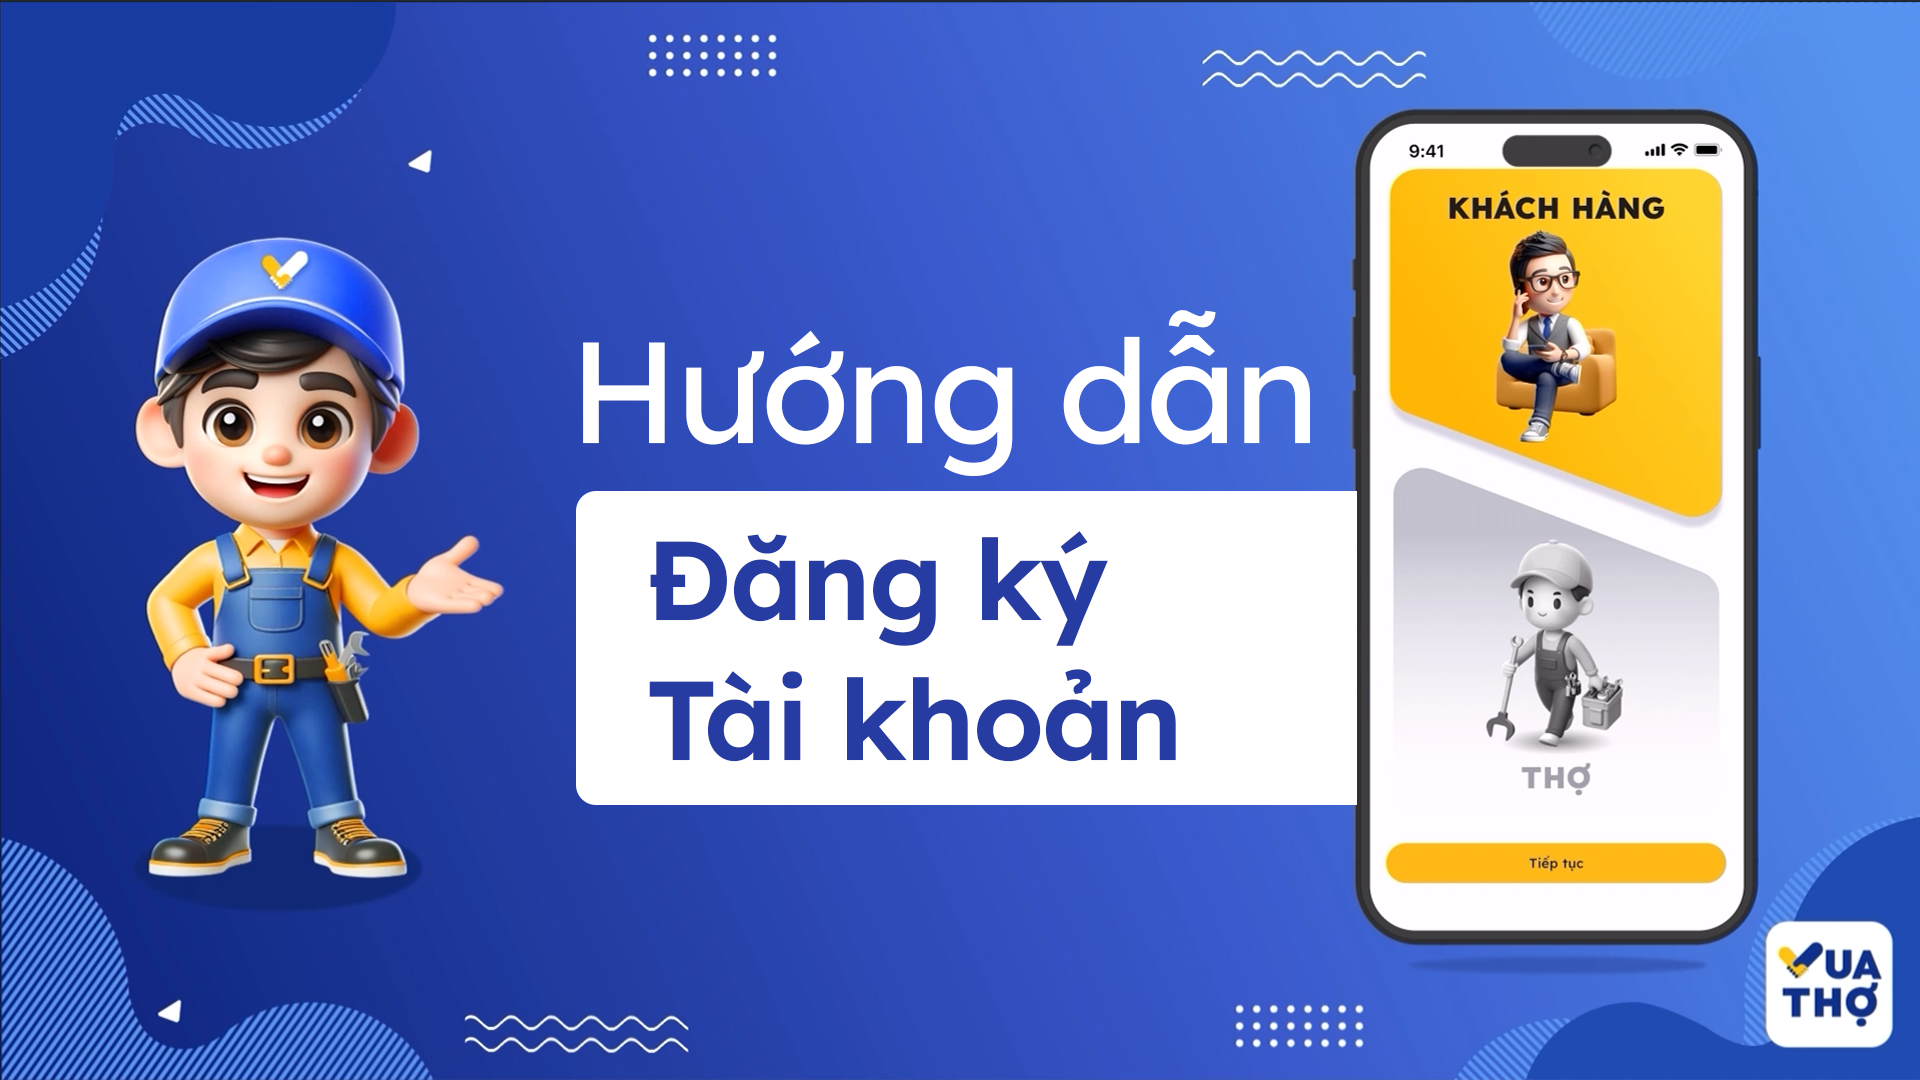 Hướng dẫn
Đăng ký
Tài khoản
9:41
KHÁCH HÀNG
THỢ
Tiếp tục
VUA
THỢ